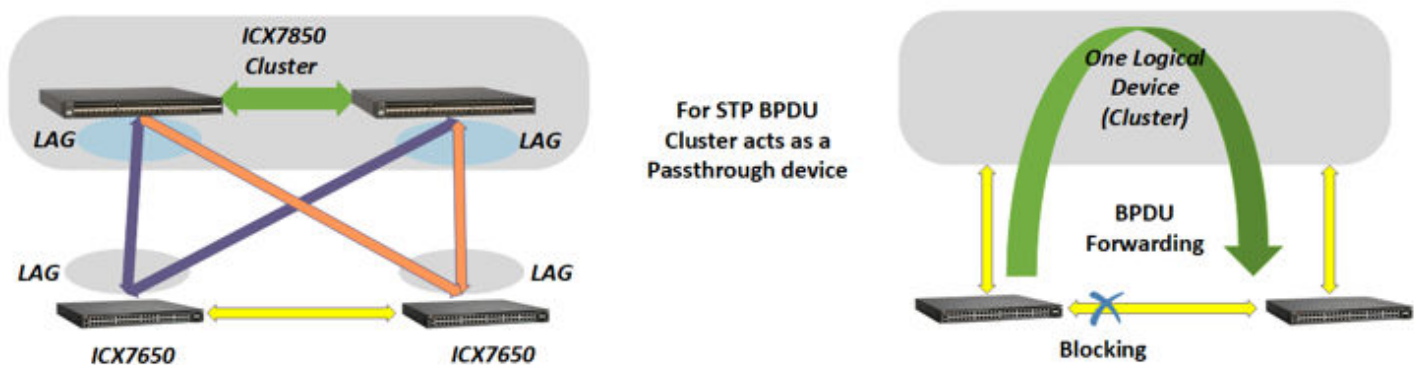 ICX7850
Cluster
LAG
LAG
LAG
LAG
ICX7650
ICX7650
For STP BPDU
Cluster acts as a
Passthrough device
One Logical
Device
(Cluster)
BPDU
Forwarding
Blocking